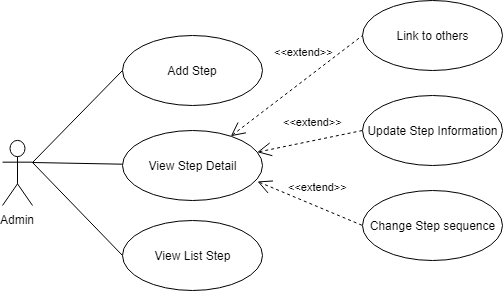 Link to others
<<extend>>
Add Step
<<extend>>
Update Step Information
View Step Detail
<<extend>>
Admin
Change Step sequence
View List Step